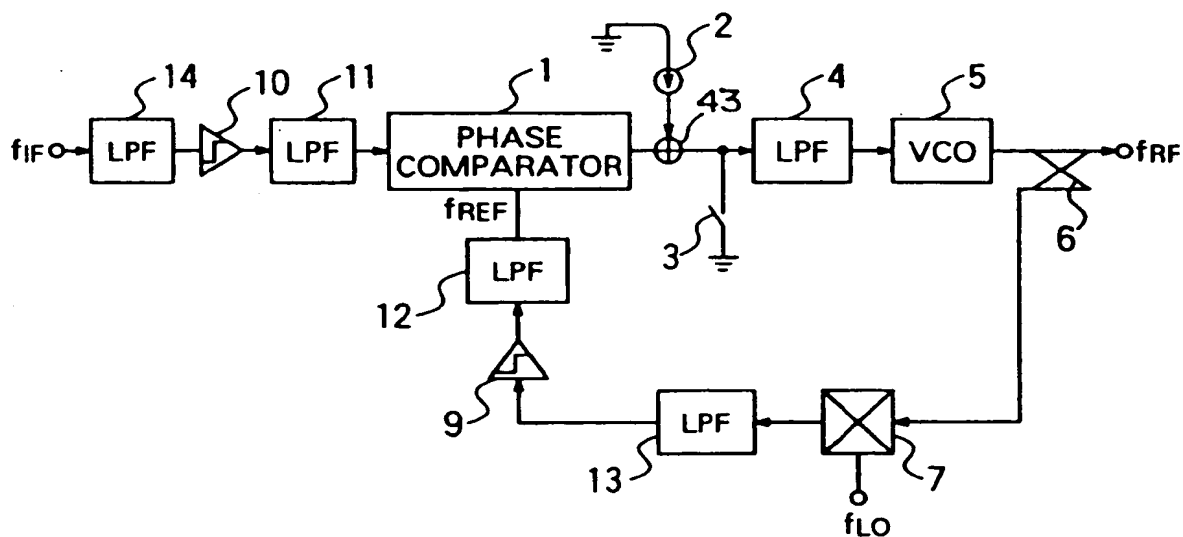 2
14
10
11
1
43
4
5
fIF
LPF
LPF
PHASE
COMPARATOR
LPF
VCO
fRF
fREF
3
6
LPF
12
9
LPF
13
7
fLO